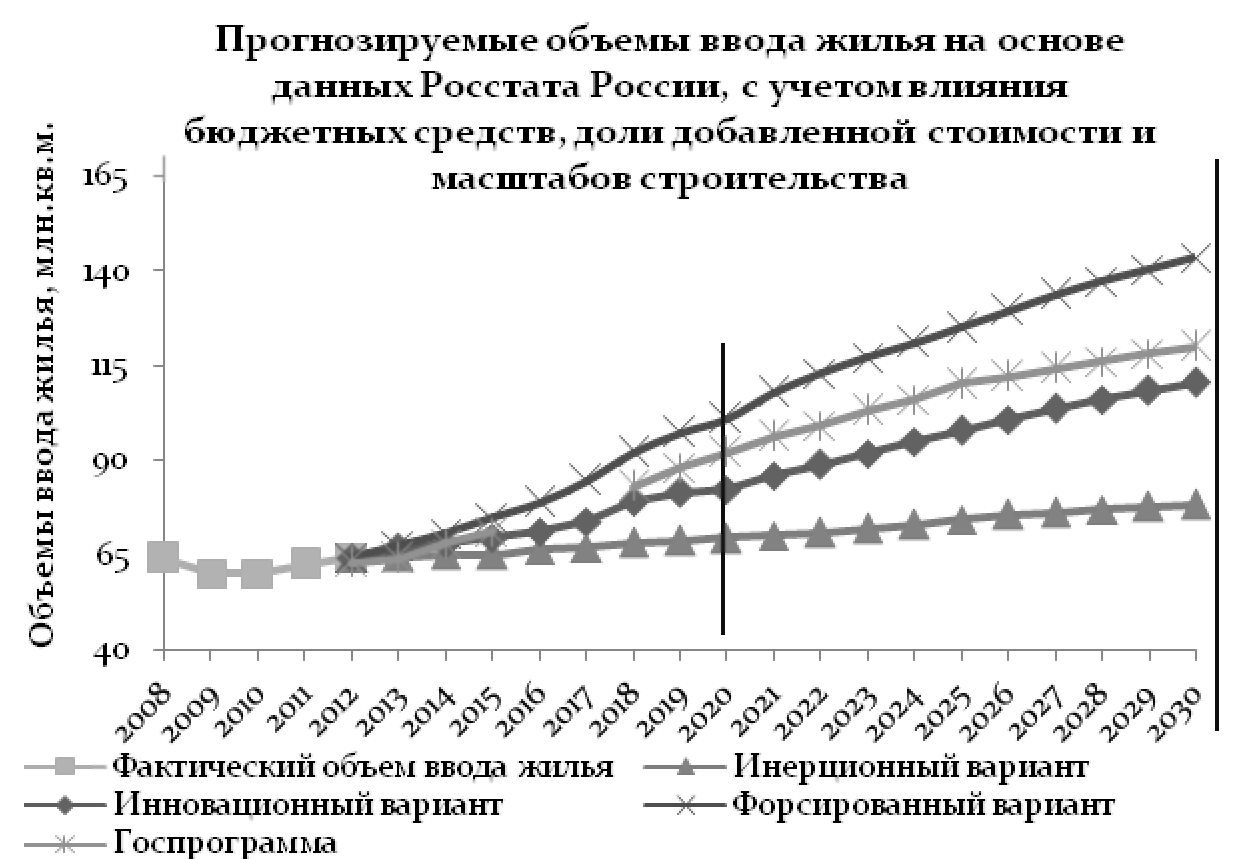 Прогнозируемые объемы ввода жилья на основе
данных Росстата России, с учетом влияния
бюджетных средств, доли добавленной стоимости и
масштабов строительства
Объемы ввода жилья, млн.кв.м.
165
140
115
90
65
40
2008
2009
2010
2011
2012
2013
2014
2015
2016
2017
2018
2019
2020
2021
2022
2023
2024
2025
2026
2027
2028
2029
2030
Фактический объем ввода жилья
Инерционный вариант
Инновационный вариант
Форсированный вариант
Госпрограмма